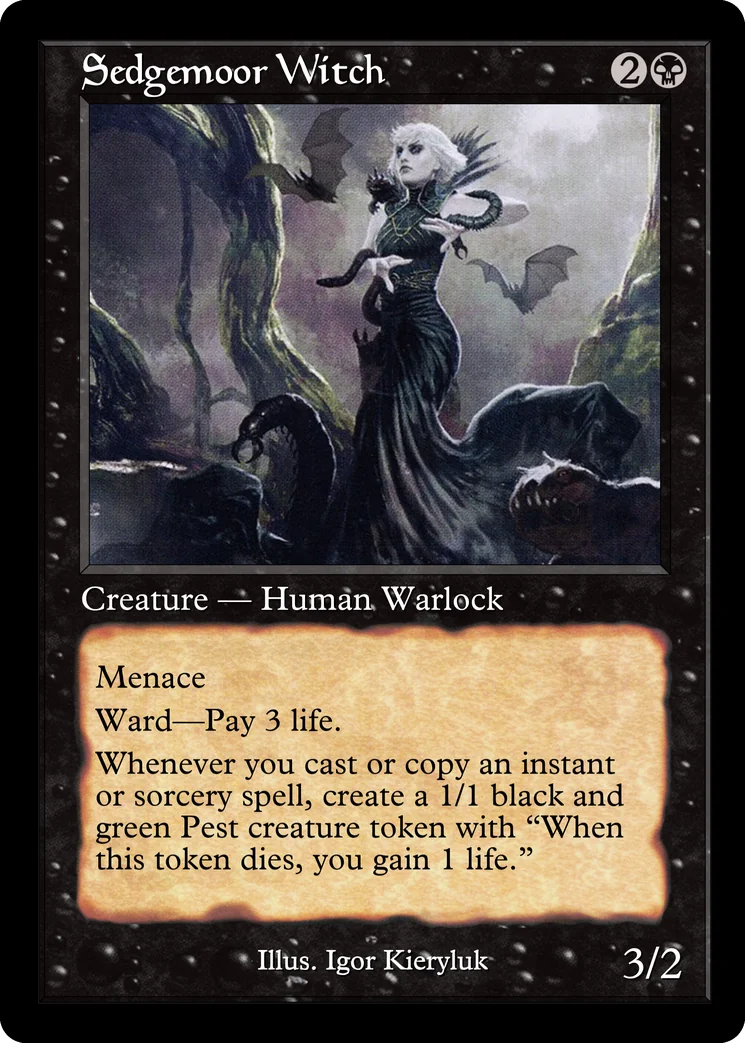 Sedgemoor Witch 2
Creature — Human Warlock
Menace
Ward—Pay 3 life.
Whenever you cast or copy an instant
or sorcery spell, create a 1/1 black and
green Pest creature token with “When
this token dies, you gain 1 life.”
Illus. Igor Kieryluk
3/2